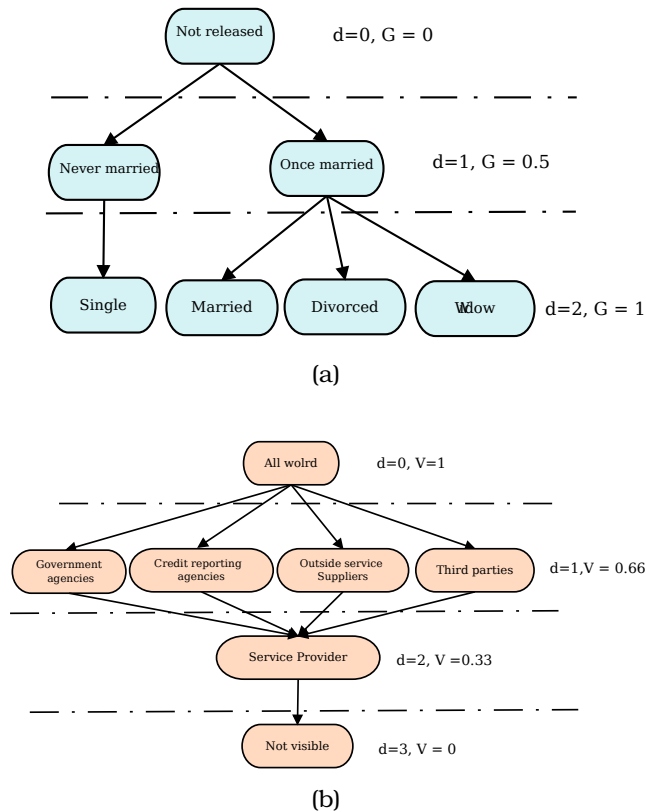 Not released
d=0, G = 0
Never married
Once married
d=1, G = 0.5
Single
Married
Divorced
Widow
d=2, G = 1
(a)
All wolrd
d=0, V=1
Government
agencies
Credit reporting
agencies
Outside service
Suppliers
Third parties
d=1,V = 0.66
Service Provider
d=2, V =0.33
Not visible
d=3, V = 0
(b)